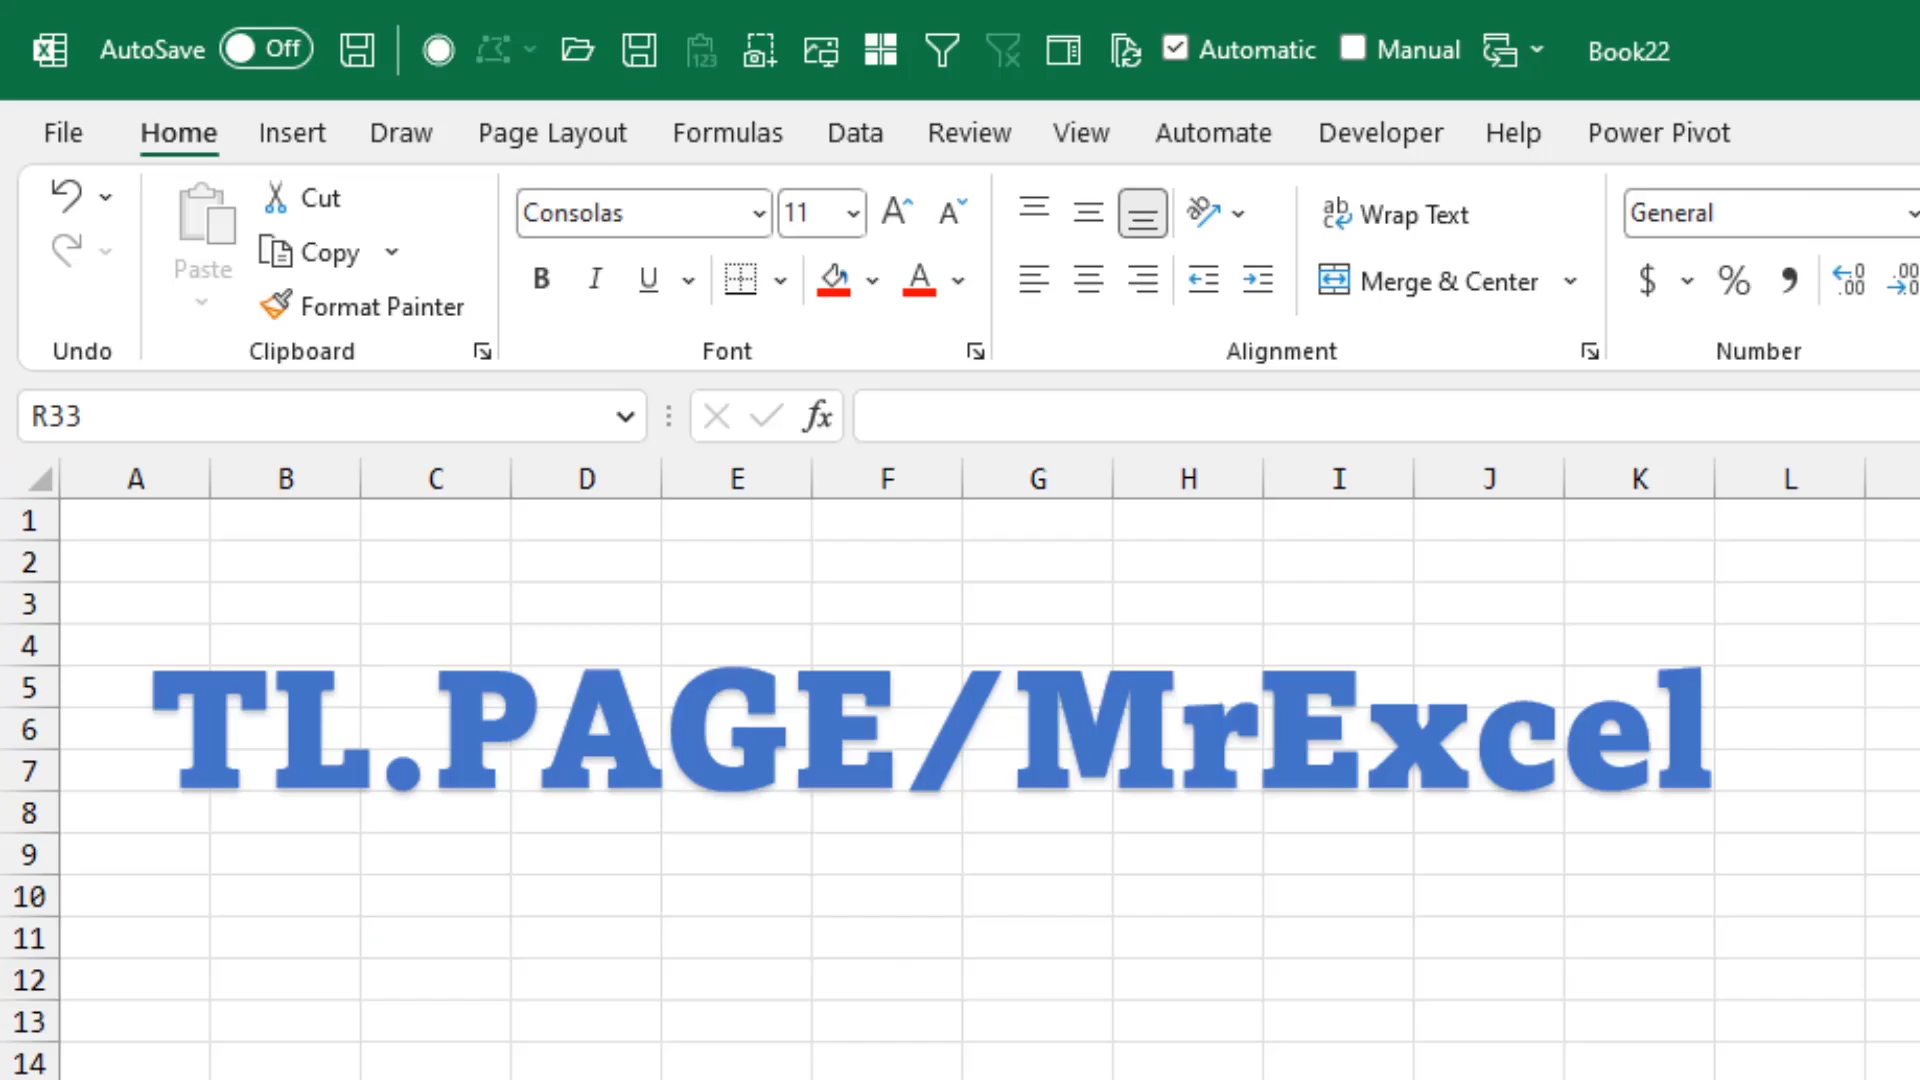 AutoSave Off Automatic Manual Book22
File Home Insert Draw Page Layout Formulas Data Review View Automate Developer Help Power Pivot
Paste
Cut
Copy
Format Painter
Consolas 11
B I U
Wrap Text
Merge & Center
General
$ % 9
Undo Clipboard Font Alignment Number
R33 fx
A B C D E F G H I J K L
1
2
3
4
5
6
7
8
9
10
11
12
13
14
TL.PAGE/MrExcel